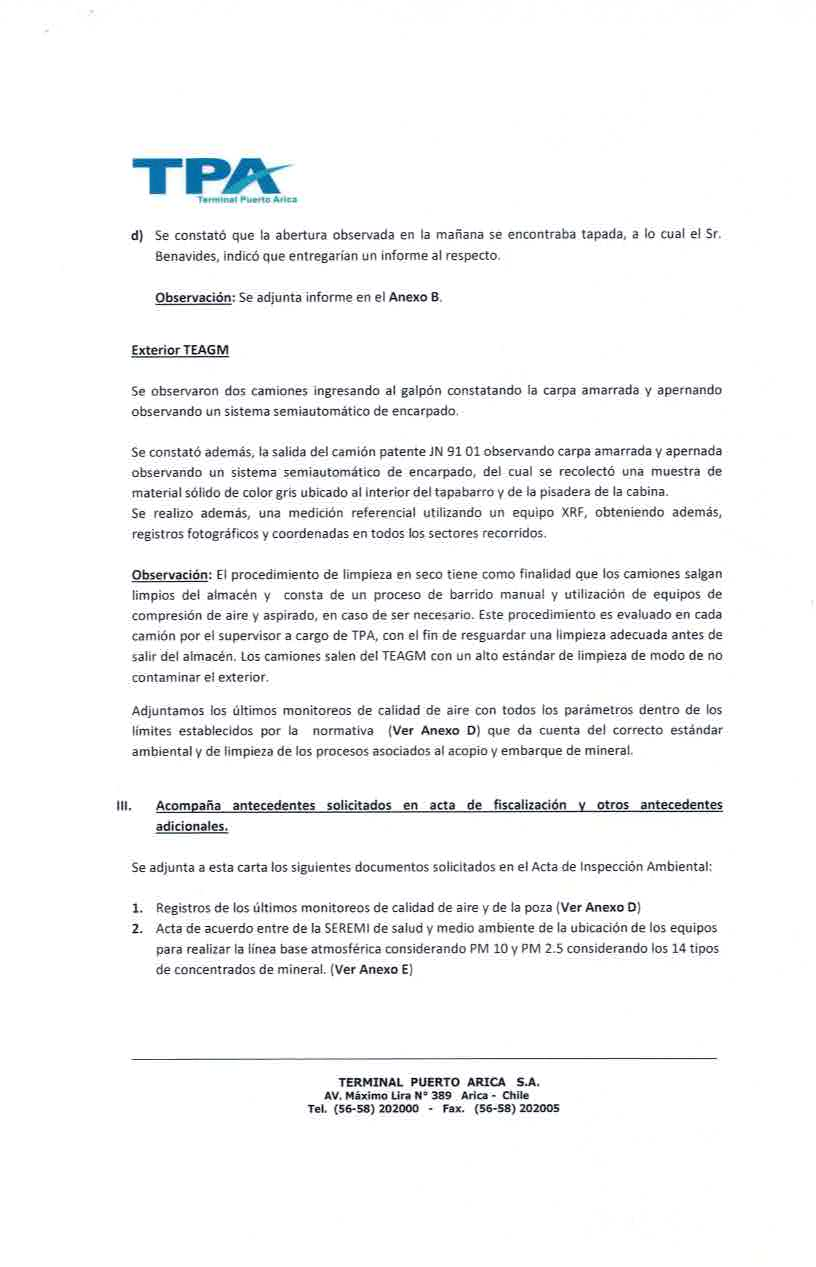 TPA
Terminal Puerto Arica
d) Se constató que la abertura observada en la mañana se encontraba tapada, a lo cual el Sr.
Benavides, indicó que entregarían un informe al respecto.
Observación: Se adjunta informe en el Anexo B.
Exterior TEAGM
Se observaron dos camiones ingresando al galpón constatando la carpa amarrada y apernando
observando un sistema semiautomático de encarpado.
Se constató además, la salida del camión patente JN 91 01 observando carpa amarrada y apernada
observando un sistema semiautomático de encarpado, del cual se recolectó una muestra de
material sólido de color gris ubicado al interior del tapabarro y de la pisadera de la cabina.
Se realizo además, una medición referencial utilizando un equipo XRF, obteniendo además,
registros fotográficos y coordenadas en todos los sectores recorridos.
Observación: El procedimiento de limpieza en seco tiene como finalidad que los camiones salgan
limpios del almacén y consta de un proceso de barrido manual y utilización de equipos de
compresión de aire y aspirado, en caso de ser necesario. Este procedimiento es evaluado en cada
camión por el supervisor a cargo de TPA, con el fin de resguardar una limpieza adecuada antes de
salir del almacén. Los camiones salen del TEAGM con un alto estándar de limpieza de modo de no
contaminar el exterior.
Adjuntamos los últimos monitoreos de calidad de aire con todos los parámetros dentro de los
límites establecidos por la normativa (Ver Anexo D) que da cuenta del correcto estándar
ambiental y de limpieza de los procesos asociados al acopio y embarque de mineral.
III. Acompaña antecedentes solicitados en acta de fiscalización y otros antecedentes
adicionales.
Se adjunta a esta carta los siguientes documentos solicitados en el Acta de Inspección Ambiental:
1. Registros de los últimos monitoreos de calidad de aire y de la poza (Ver Anexo D)
2. Acta de acuerdo entre de la SEREMI de salud y medio ambiente de la ubicación de los equipos
para realizar la línea base atmosférica considerando PM 10 y PM 2.5 considerando los 14 tipos
de concentrados de mineral. (Ver Anexo E)
TERMINAL PUERTO ARICA S.A.
AV. Máximo Lira N° 389 Arica - Chile
Tel. (56-58) 202000 - Fax. (56-58) 202005